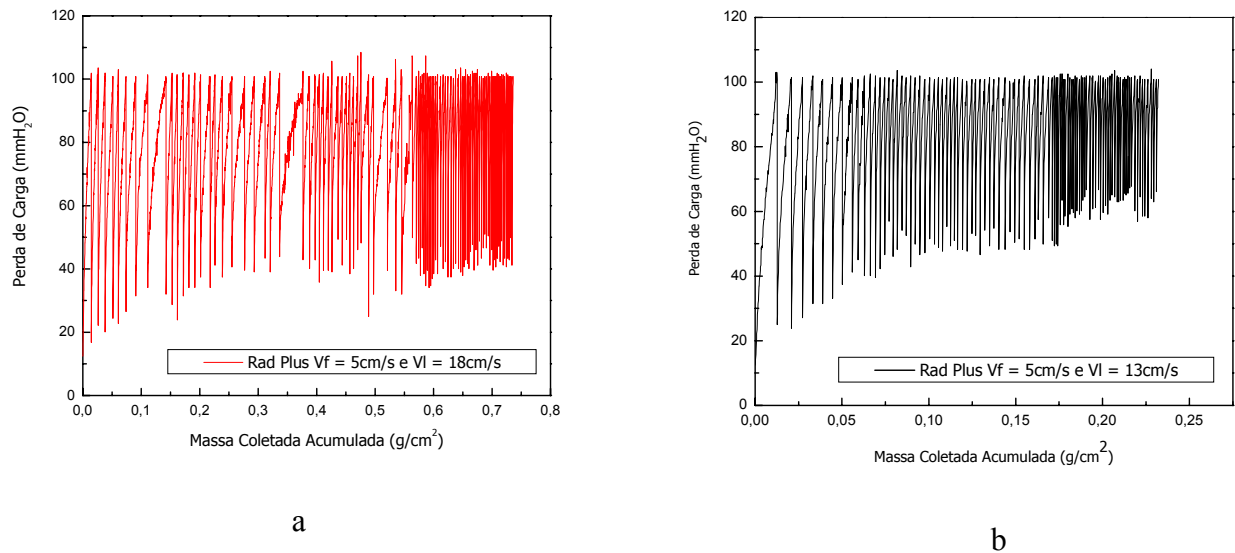 120
100
80
60
40
20
0
Perda de Carga (mmH₂O)
0,0 0,1 0,2 0,3 0,4 0,5 0,6 0,7 0,8
Massa Coletada Acumulada (g/cm²)
Rad Plus Vf = 5cm/s e Vl = 18cm/s
a
120
100
80
60
40
20
0
Perda de Carga (mmH₂O)
0,00 0,05 0,10 0,15 0,20 0,25
Massa Coletada Acumulada (g/cm²)
Rad Plus Vf = 5cm/s e Vl = 13cm/s
b